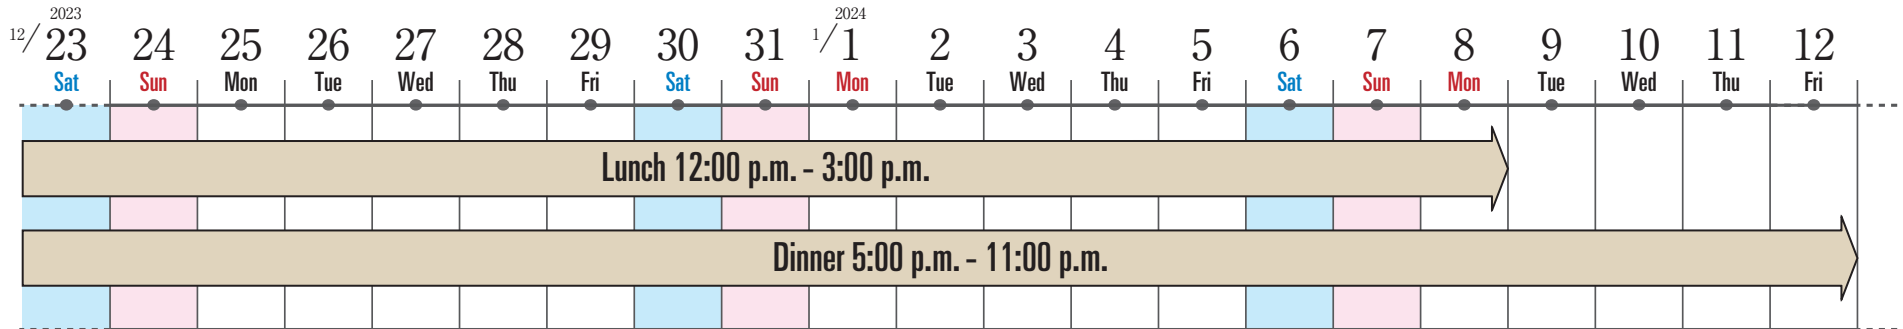 2023 2024
12/23 24 25 26 27 28 29 30 31 1/1 2 3 4 5 6 7 8 9 10 11 12
Sat Sun Mon Tue Wed Thu Fri Sat Sun Mon Tue Wed Thu Fri Sat Sun Mon Tue Wed Thu Fri
Lunch 12:00 p.m. - 3:00 p.m.
Dinner 5:00 p.m. - 11:00 p.m.